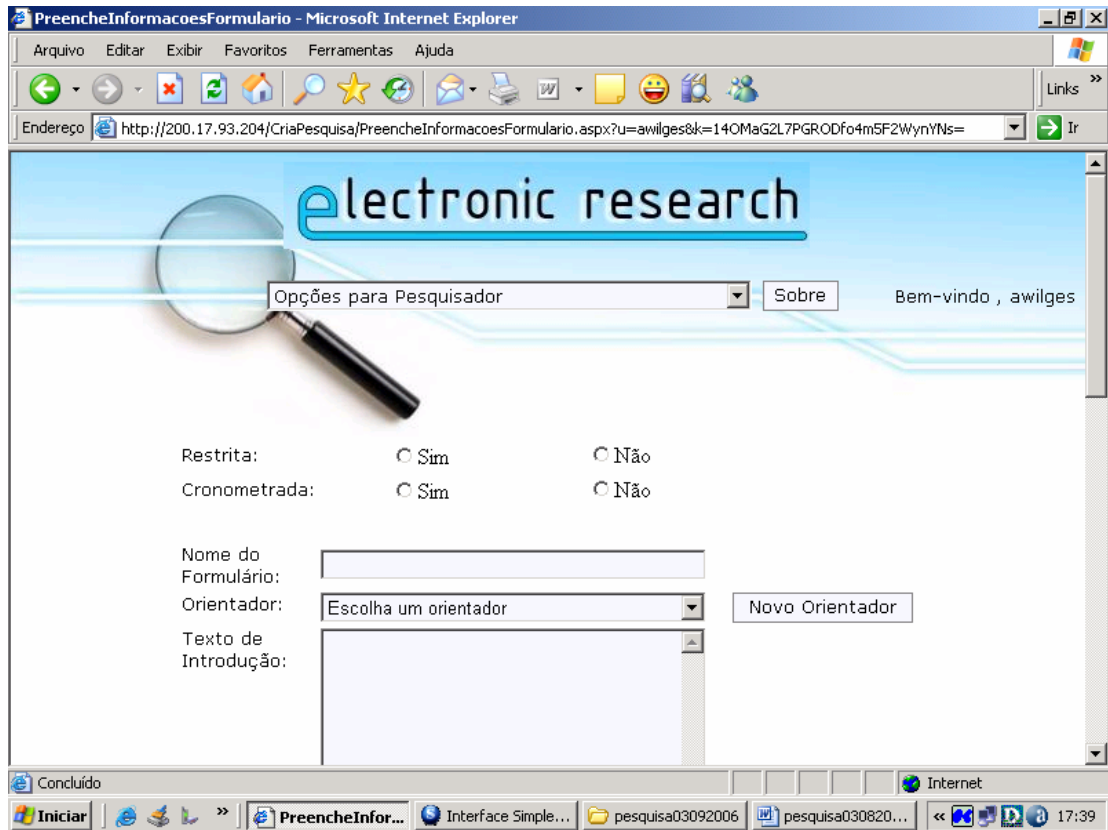 PreencheInformacoesFormulario - Microsoft Internet Explorer
Arquivo Editar Exibir Favoritos Ferramentas Ajuda
W Links »
Endereço http://200.17.93.204/CriaPesquisa/PreencheInformacoesFormulario.aspx?u=awilges&k=14OMaG2L7PGRODfo4m5F2WynYNs= Ir
electronic research
Opções para Pesquisador Sobre Bem-vindo , awilges
Restrita: Sim Não
Cronometrada: Sim Não
Nome do
Formulário:
Orientador: Escolha um orientador Novo Orientador
Texto de
Introdução:
Concluído Internet
Iniciar » PreencheInfor... Interface Simple... pesquisa03092006 pesquisa030820... « 17:39